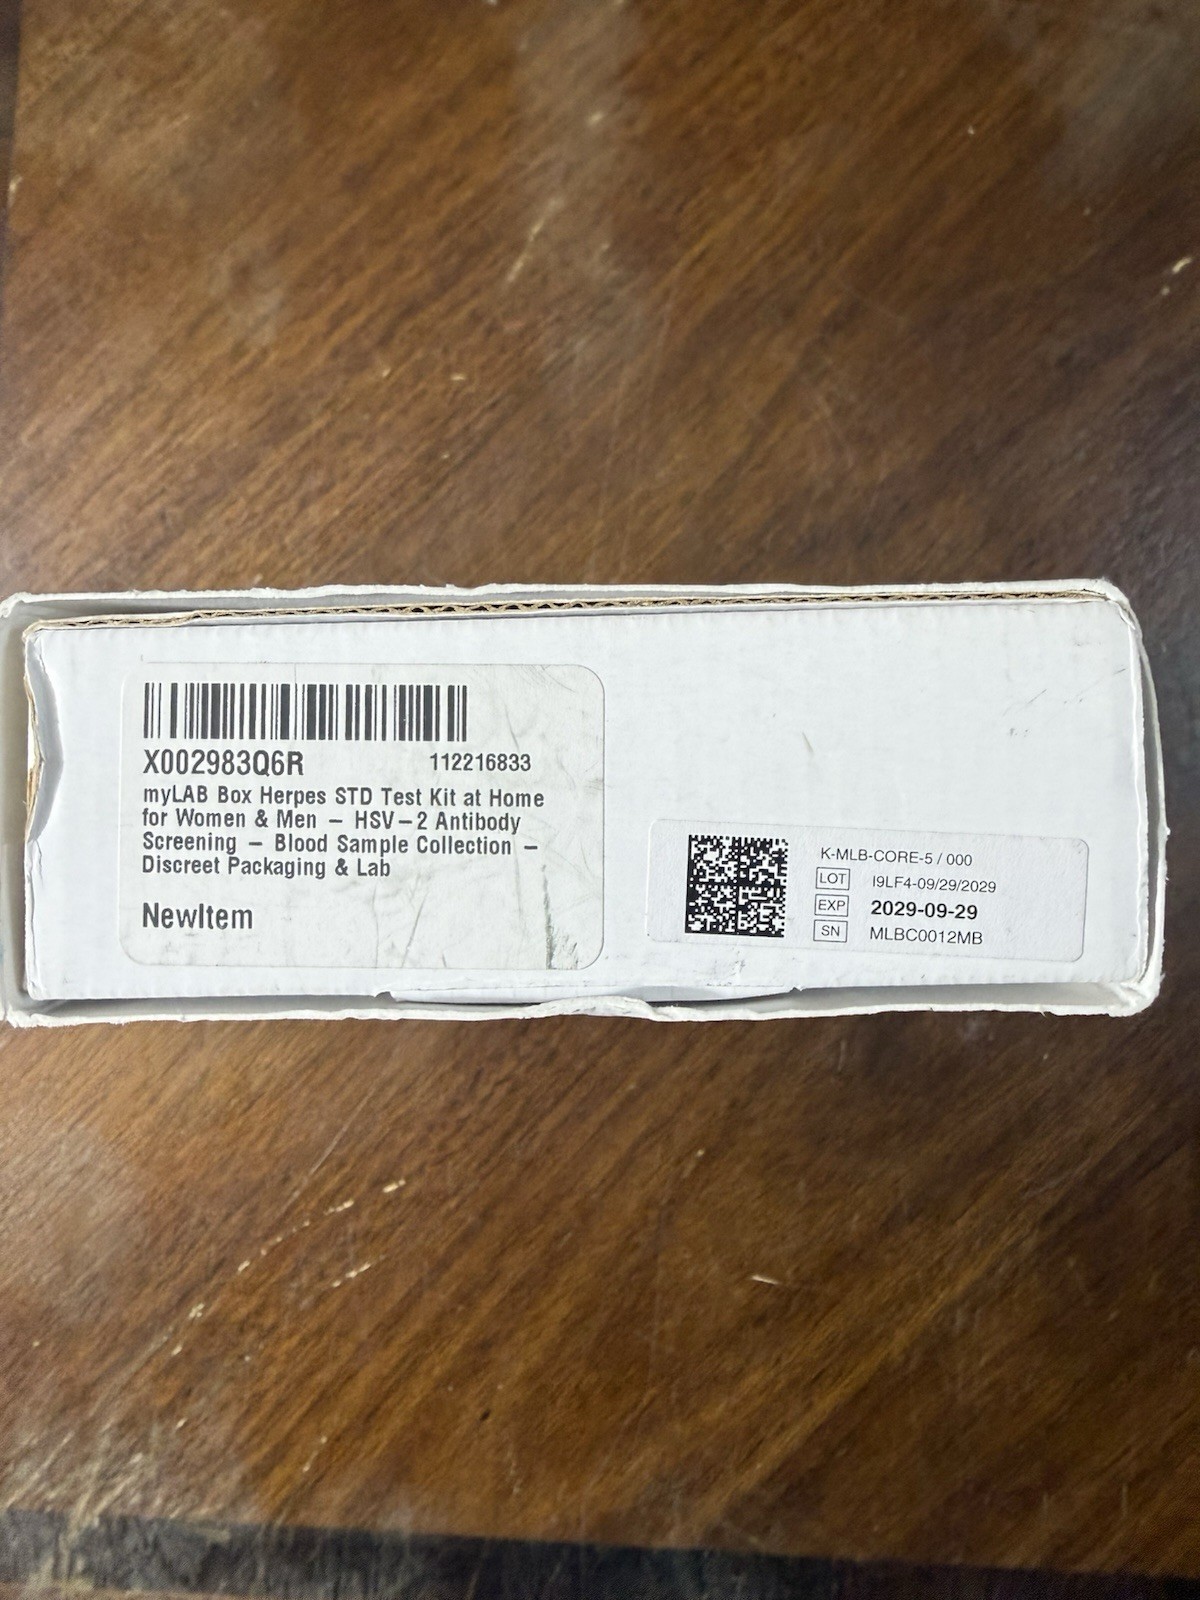 X002983Q6R 112216833
myLAB Box Herpes STD Test Kit at Home
for Women & Men – HSV–2 Antibody
Screening – Blood Sample Collection –
Discreet Packaging & Lab
NewItem
K-MLB-CORE-5 / 000
LOT I9LF4-09/29/2029
EXP 2029-09-29
SN MLBC0012MB